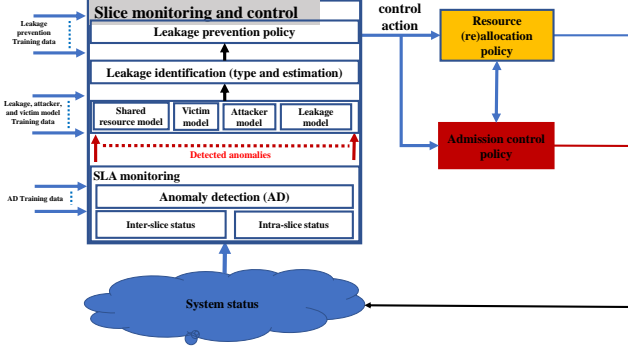 Slice monitoring and control
Leakage prevention policy
Leakage identification (type and estimation)
Shared
resource model
Victim
model
Attacker
model
Leakage
model
Detected anomalies
SLA monitoring
Anomaly detection (AD)
Inter-slice status
Intra-slice status
System status
Leakage
prevention
Training data
Leakage, attacker,
and victim model
Training data
AD Training data
control
action
Resource
(re)allocation
policy
Admission control
policy